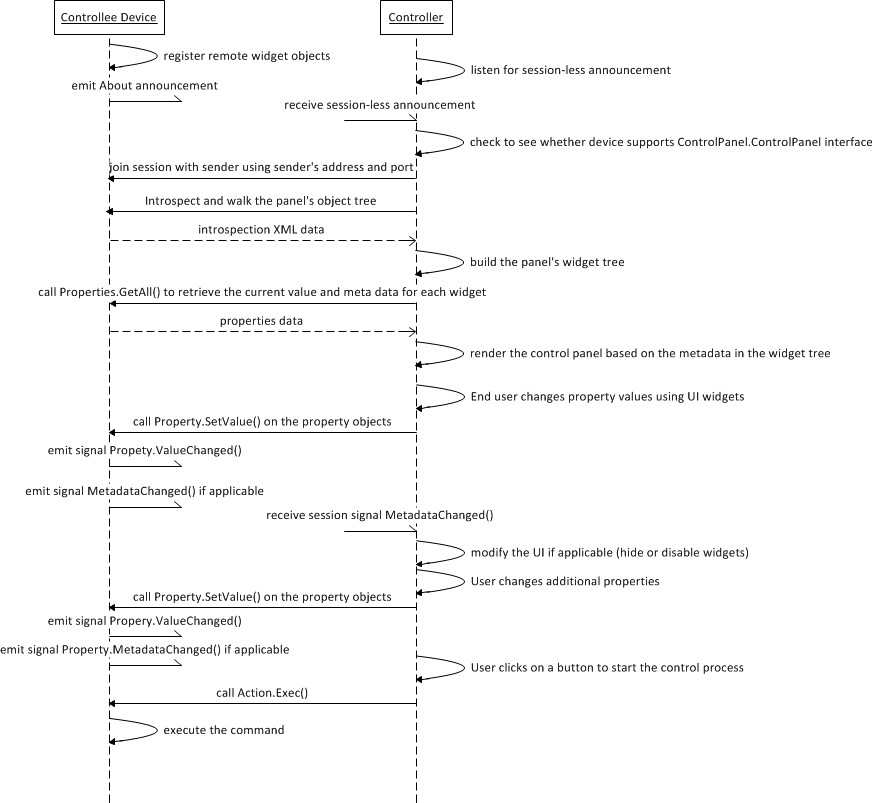 Controllee Device
Controller
register remote widget objects
listen for session-less announcement
emit About announcement
receive session-less announcement
check to see whether device supports ControlPanel.ControlPanel interface
join session with sender using sender's address and port
Introspect and walk the panel's object tree
introspection XML data
build the panel's widget tree
call Properties.GetAll() to retrieve the current value and meta data for each widget
properties data
render the control panel based on the metadata in the widget tree
End user changes property values using UI widgets
call Property.SetValue() on the property objects
emit signal Propety.ValueChanged()
emit signal MetadataChanged() if applicable
receive session signal MetadataChanged()
modify the UI if applicable (hide or disable widgets)
User changes additional properties
call Property.SetValue() on the property objects
emit signal Propery.ValueChanged()
emit signal Property.MetadataChanged() if applicable
User clicks on a button to start the control process
call Action.Exec()
execute the command